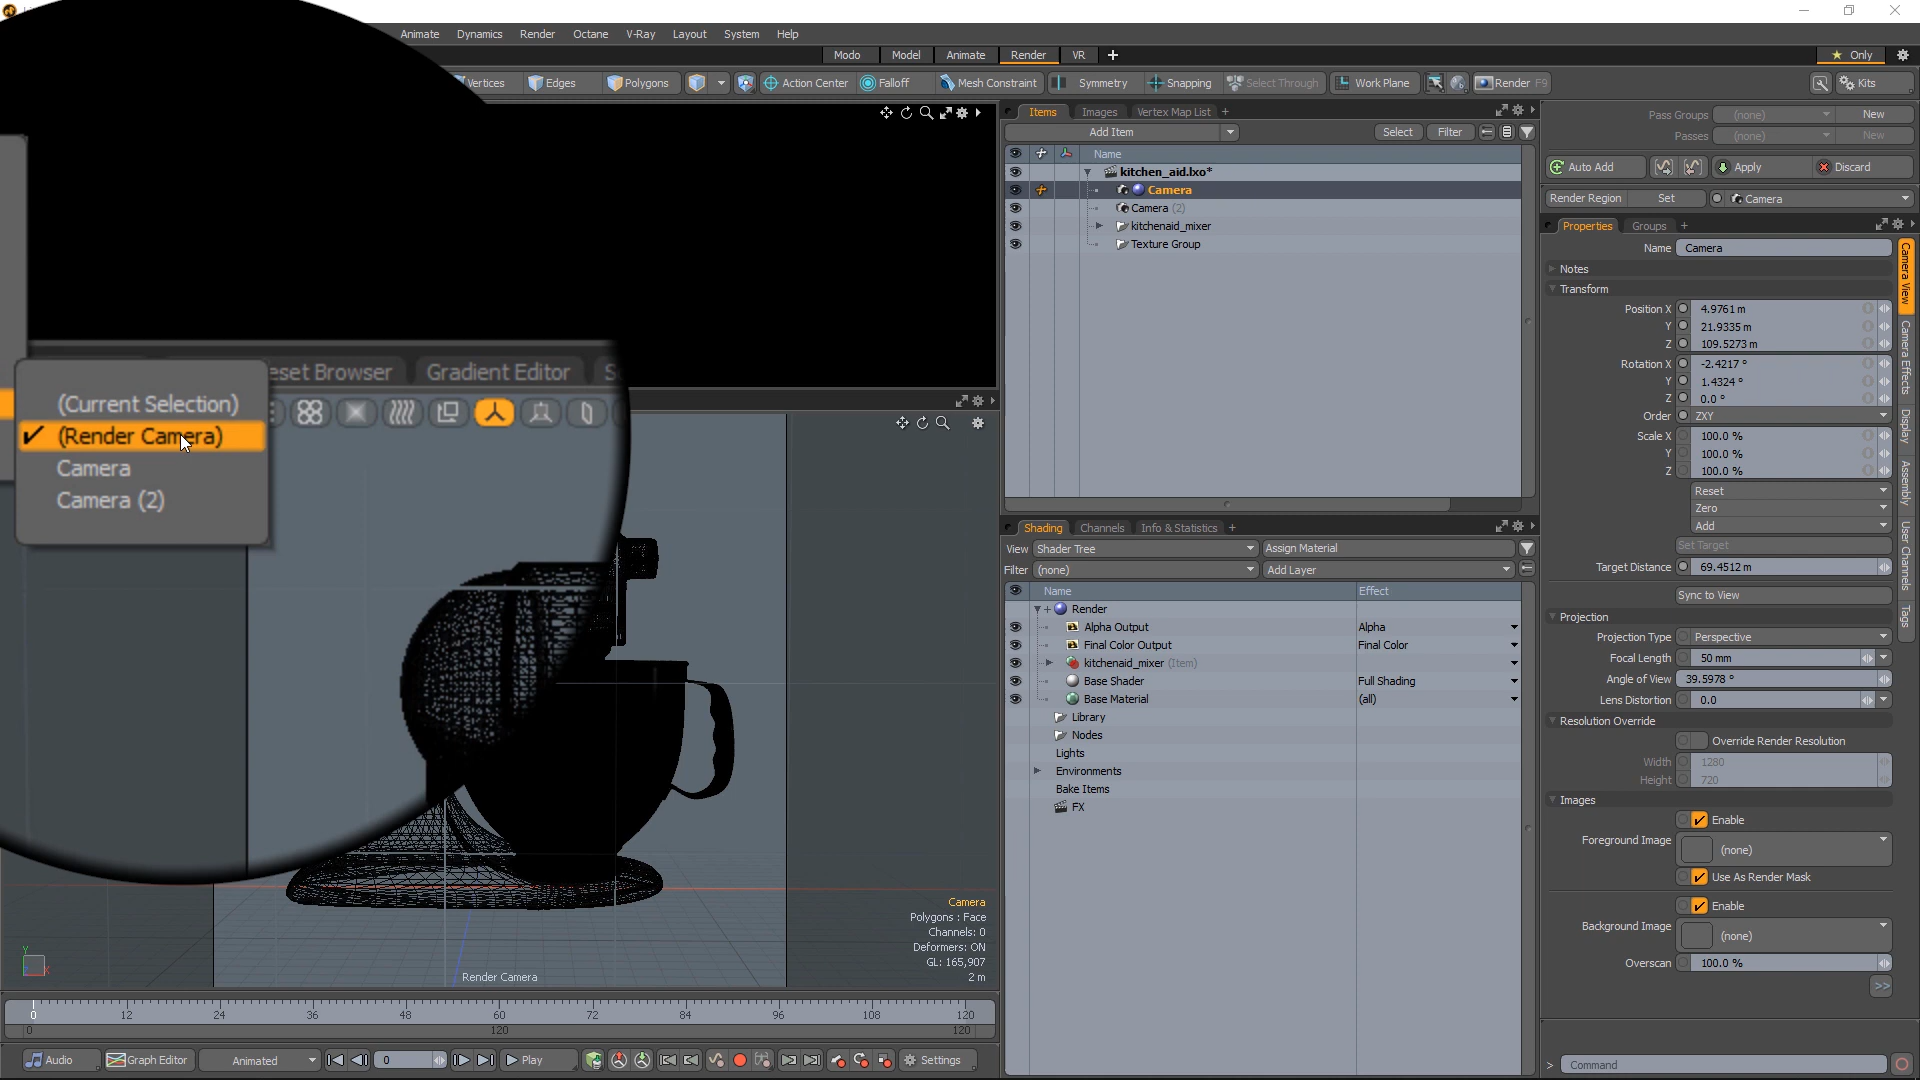 Animate Dynamics Render Octane V-Ray Layout System Help
Modo Model Animate Render VR + ★ Only
Vertices Edges Polygons Action Center Falloff Mesh Constraint Symmetry Snapping Select Through Work Plane Render F9 Kits
Items Images Vertex Map List +
Add Item Select Filter
Name
kitchen_aid.lxo*
Camera
Camera (2)
kitchenaid_mixer
Texture Group
eset Browser Gradient Editor
(Current Selection)
(Render Camera)
Camera
Camera (2)
Camera
Polygons : Face
Channels: 0
Deformers: ON
GL: 165,907
2 m
Render Camera
Y
X
0 12 24 36 48 60 72 84 96 108 120
0 120 120
Audio Graph Editor Animated 0 Play Settings
Shading Channels Info & Statistics +
View Shader Tree Assign Material
Filter (none) Add Layer
Name Effect
Render
Alpha Output Alpha
Final Color Output Final Color
kitchenaid_mixer (Item)
Base Shader Full Shading
Base Material (all)
Library
Nodes
Lights
Environments
Bake Items
FX
Pass Groups (none) New
Passes (none) New
Auto Add Apply Discard
Render Region Set Camera
Properties Groups +
Name Camera
Notes
Transform
Position X 4.9761 m
Y 21.9335 m
Z 109.5273 m
Rotation X -2.4217 °
Y 1.4324 °
Z 0.0 °
Order ZXY
Scale X 100.0 %
Y 100.0 %
Z 100.0 %
Reset
Zero
Add
Set Target
Target Distance 69.4512 m
Sync to View
Projection
Projection Type Perspective
Focal Length 50 mm
Angle of View 39.5978 °
Lens Distortion 0.0
Resolution Override
Override Render Resolution
Width 1280
Height 720
Images
Enable
Foreground Image (none)
Use As Render Mask
Enable
Background Image (none)
Overscan 100.0 %
>>
Camera View
Camera Effects
Display
Assembly
User Channels
Tags
> Command